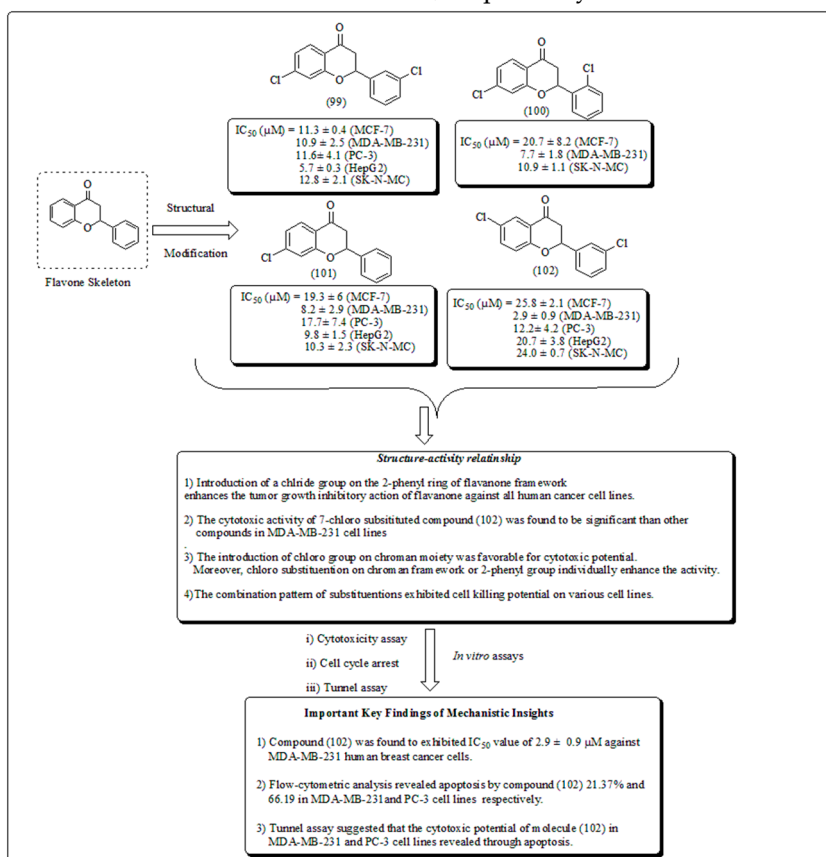 O
Cl
O
Cl
(99)
IC50 (μM) = 11.3 ± 0.4 (MCF-7)
10.9 ± 2.5 (MDA-MB-231)
11.6± 4.1 (PC-3)
5.7 ± 0.3 (HepG2)
12.8 ± 2.1 (SK-N-MC)
O
Cl
O
Cl
(100)
IC50 (μM) = 20.7 ± 8.2 (MCF-7)
7.7 ± 1.8 (MDA-MB-231)
10.9 ± 1.1 (SK-N-MC)
O
O
Flavone Skeleton
Structural
Modification
O
Cl
O
(101)
IC50 (μM) = 19.3 ± 6 (MCF-7)
8.2 ± 2.9 (MDA-MB-231)
17.7± 7.4 (PC-3)
9.8 ± 1.5 (HepG2)
10.3 ± 2.3 (SK-N-MC)
Cl
O
O
Cl
(102)
IC50 (μM) = 25.8 ± 2.1 (MCF-7)
2.9 ± 0.9 (MDA-MB-231)
12.2± 4.2 (PC-3)
20.7 ± 3.8 (HepG2)
24.0 ± 0.7 (SK-N-MC)
Structure-activity relationship
1) Introduction of a chlride group on the 2-phenyl ring of flavanone framework
enhances the tumor growth inhibitory action of flavanone against all human cancer cell lines.
2) The cytotoxic activity of 7-chloro subsitituted compound (102) was found to be significant than other
compounds in MDA-MB-231 cell lines
.
3) The introduction of chloro group on chroman moiety was favorable for cytotoxic potential.
Moreover, chloro substituention on chroman framework or 2-phenyl group individually enhance the activity.
4)The combination pattern of substituentions exhibited cell killing potential on various cell lines.
i) Cytotoxicity assay
ii) Cell cycle arrest
iii) Tunnel assay
In vitro assays
Important Key Findings of Mechanistic Insights
1) Compound (102) was found to exhibited IC50 value of 2.9 ± 0.9 μM against
MDA-MB-231 human breast cancer cells.
2) Flow-cytometric analysis revealed apoptosis by compound (102) 21.37% and
66.19 in MDA-MB-231and PC-3 cell lines respectively.
3) Tunnel assay suggested that the cytotoxic potential of molecule (102) in
MDA-MB-231 and PC-3 cell lines revealed through apoptosis.